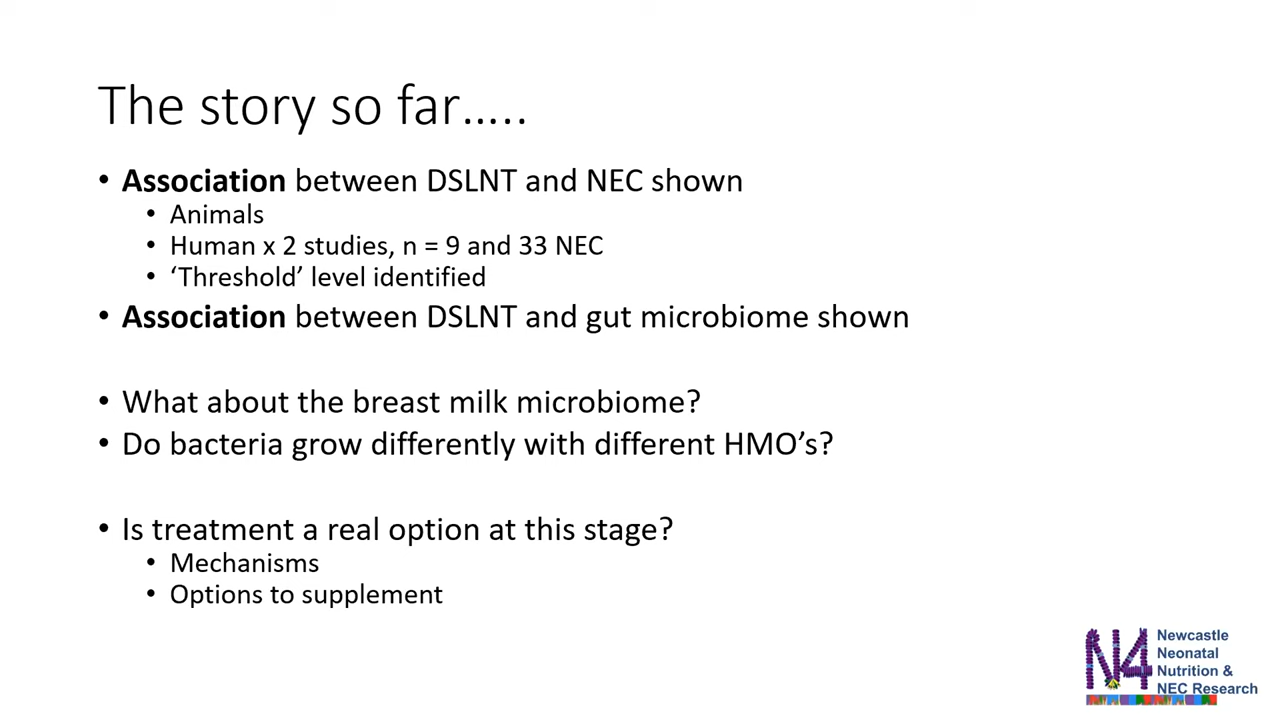 The story so far.....
• Association between DSLNT and NEC shown
• Animals
• Human x 2 studies, n = 9 and 33 NEC
• ‘Threshold’ level identified
• Association between DSLNT and gut microbiome shown
• What about the breast milk microbiome?
• Do bacteria grow differently with different HMO’s?
• Is treatment a real option at this stage?
• Mechanisms
• Options to supplement
N4
Newcastle
Neonatal
Nutrition &
NEC Research